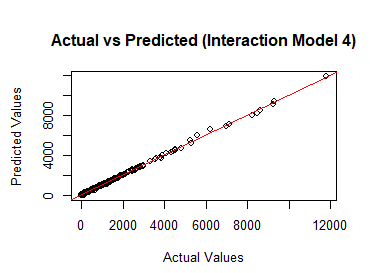 Actual vs Predicted (Interaction Model 4)
Predicted Values
8000
4000
0
0 2000 4000 6000 8000 12000
Actual Values